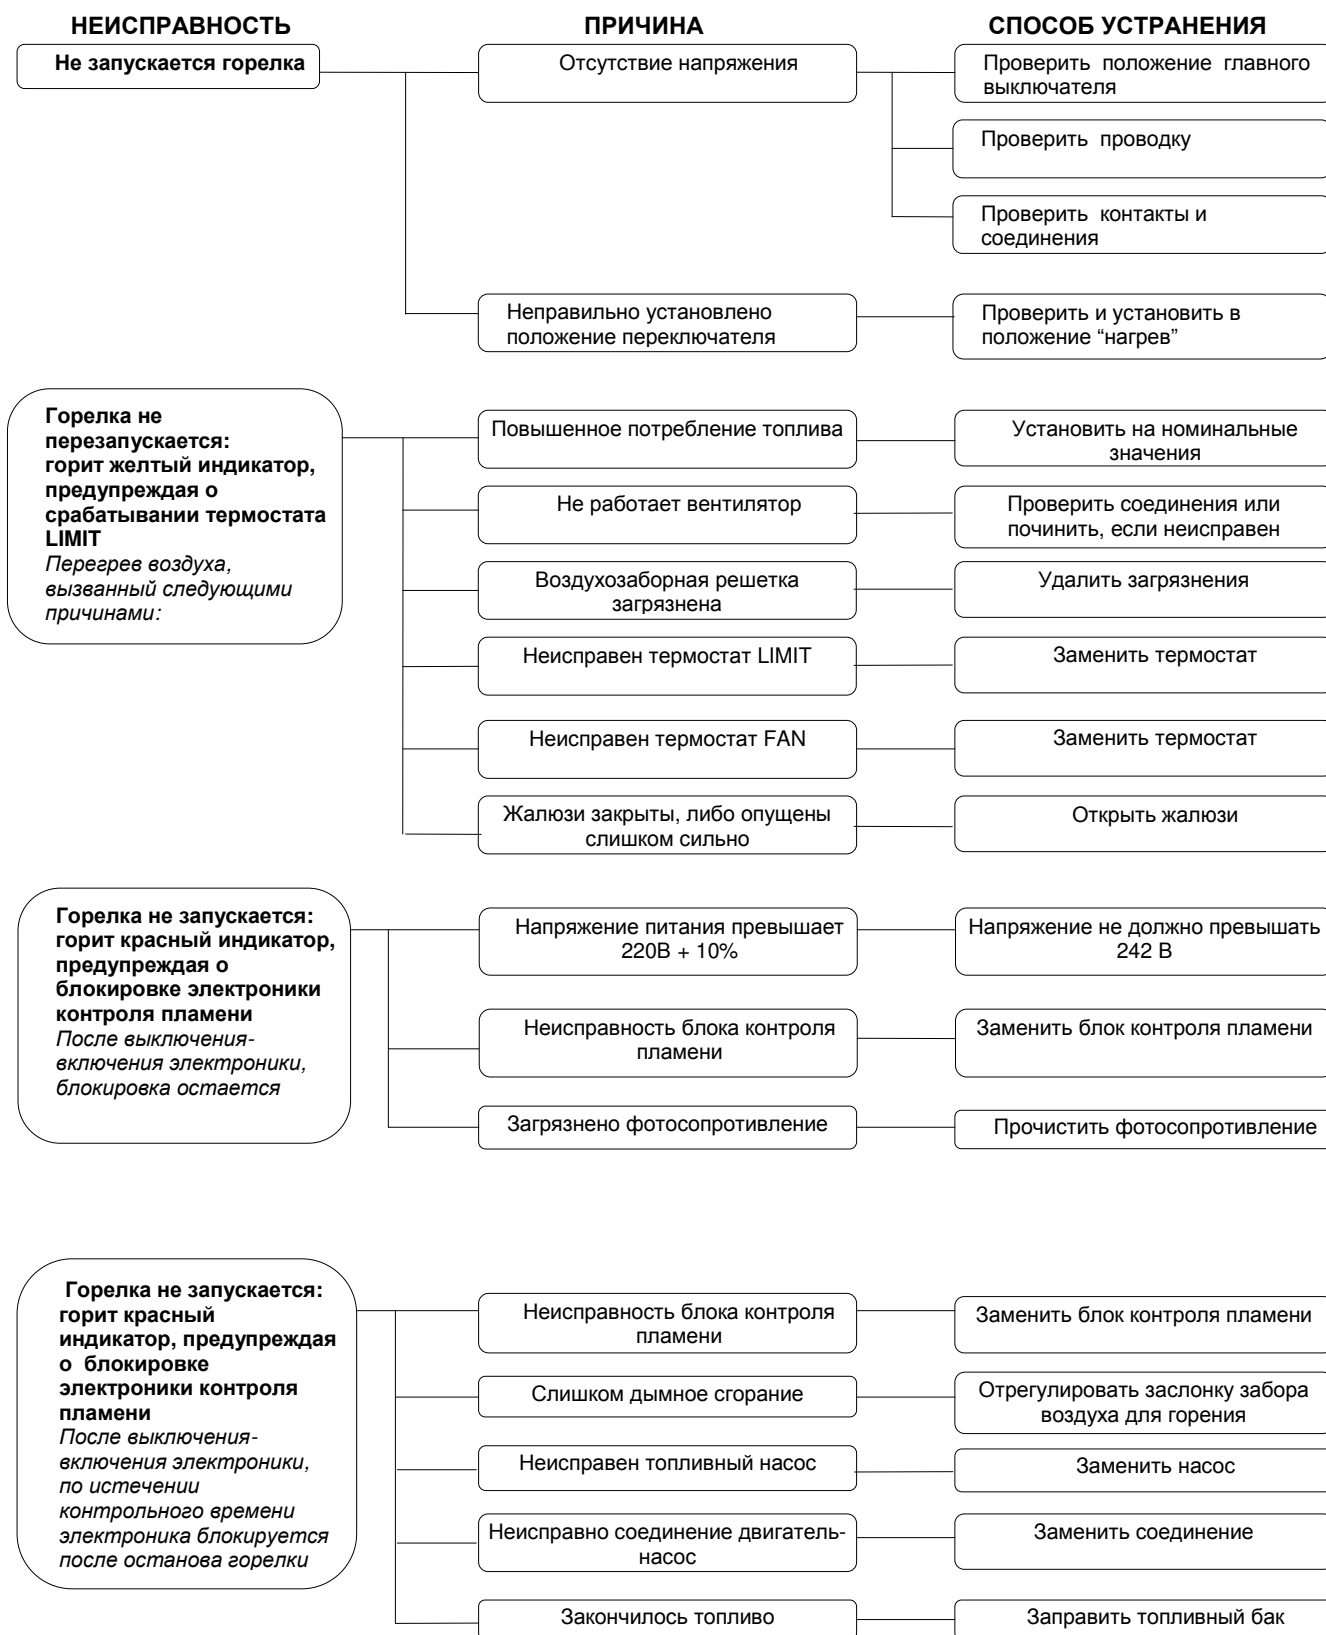 НЕИСПРАВНОСТЬ
ПРИЧИНА
СПОСОБ УСТРАНЕНИЯ
Не запускается горелка
Отсутствие напряжения
Проверить положение главного
выключателя
Проверить проводку
Проверить контакты и
соединения
Неправильно установлено
положение переключателя
Проверить и установить в
положение “нагрев”
Горелка не
перезапускается:
горит желтый индикатор,
предупреждая о
срабатывании термостата
LIMIT
Перегрев воздуха,
вызванный следующими
причинами:
Повышенное потребление топлива
Установить на номинальные
значения
Не работает вентилятор
Проверить соединения или
починить, если неисправен
Воздухозаборная решетка
загрязнена
Удалить загрязнения
Неисправен термостат LIMIT
Заменить термостат
Неисправен термостат FAN
Заменить термостат
Жалюзи закрыты, либо опущены
слишком сильно
Открыть жалюзи
Горелка не запускается:
горит красный индикатор,
предупреждая о
блокировке электроники
контроля пламени
После выключения-
включения электроники,
блокировка остается
Напряжение питания превышает
220В + 10%
Напряжение не должно превышать
242 В
Неисправность блока контроля
пламени
Заменить блок контроля пламени
Загрязнено фотосопротивление
Прочистить фотосопротивление
Горелка не запускается:
горит красный
индикатор, предупреждая
о блокировке
электроники контроля
пламени
После выключения-
включения электроники,
по истечении
контрольного времени
электроника блокируется
после останова горелки
Неисправность блока контроля
пламени
Заменить блок контроля пламени
Слишком дымное сгорание
Отрегулировать заслонку забора
воздуха для горения
Неисправен топливный насос
Заменить насос
Неисправно соединение двигатель-
насос
Заменить соединение
Закончилось топливо
Заправить топливный бак